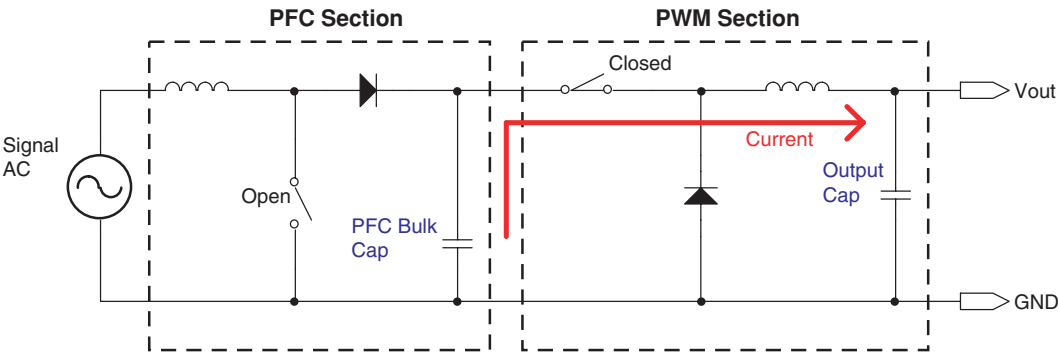 PFC Section
PWM Section
Closed
Vout
Current
Signal
AC
Output
Cap
Open
PFC Bulk
Cap
GND